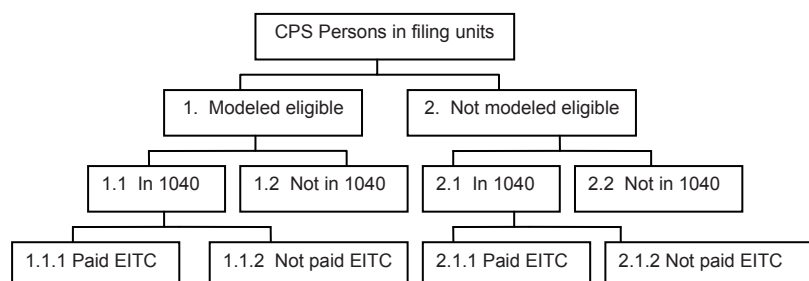 CPS Persons in filing units
1. Modeled eligible
2. Not modeled eligible
1.1 In 1040
1.2 Not in 1040
2.1 In 1040
2.2 Not in 1040
1.1.1 Paid EITC
1.1.2 Not paid EITC
2.1.1 Paid EITC
2.1.2 Not paid EITC